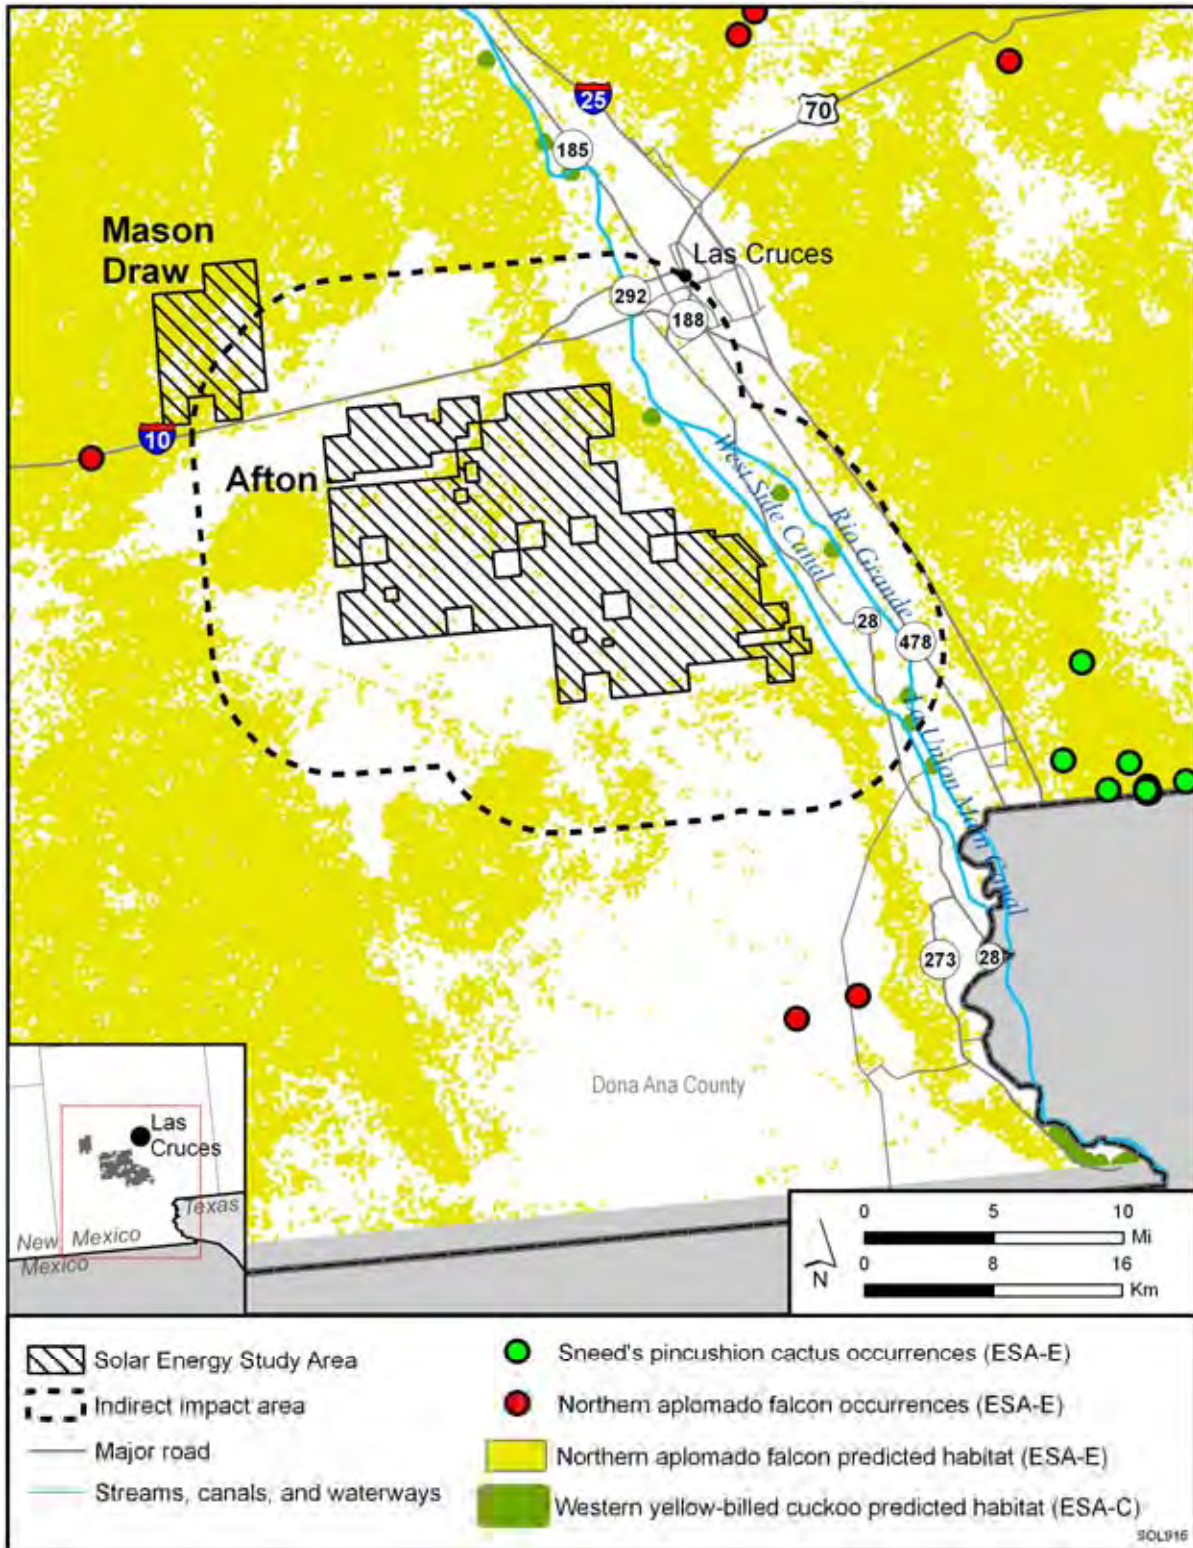 25
70
185
Mason
Draw
Las Cruces
292
188
10
Afton
West Side Canal
Rio Grande
28
478
La Union Main Canal
273
28
Dona Ana County
Las
Cruces
Texas
New Mexico
Mexico
0 5 10
Mi
0 8 16
Km
N
Solar Energy Study Area
Indirect impact area
Major road
Streams, canals, and waterways
Sneed's pincushion cactus occurrences (ESA-E)
Northern aplomado falcon occurrences (ESA-E)
Northern aplomado falcon predicted habitat (ESA-E)
Western yellow-billed cuckoo predicted habitat (ESA-C)
SOL916